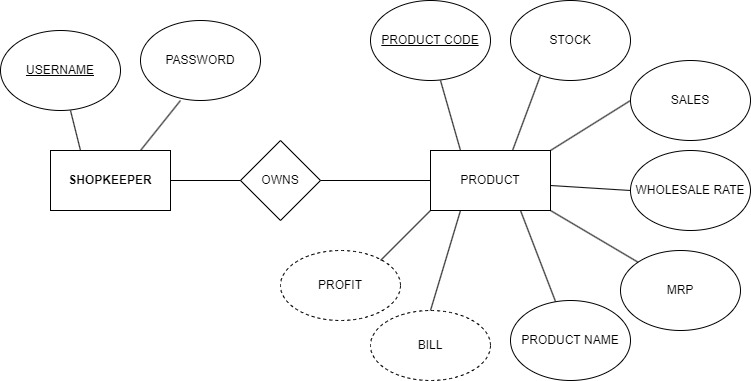 USERNAME
PASSWORD
PRODUCT CODE
STOCK
SALES
SHOPKEEPER
OWNS
PRODUCT
WHOLESALE RATE
PROFIT
MRP
BILL
PRODUCT NAME